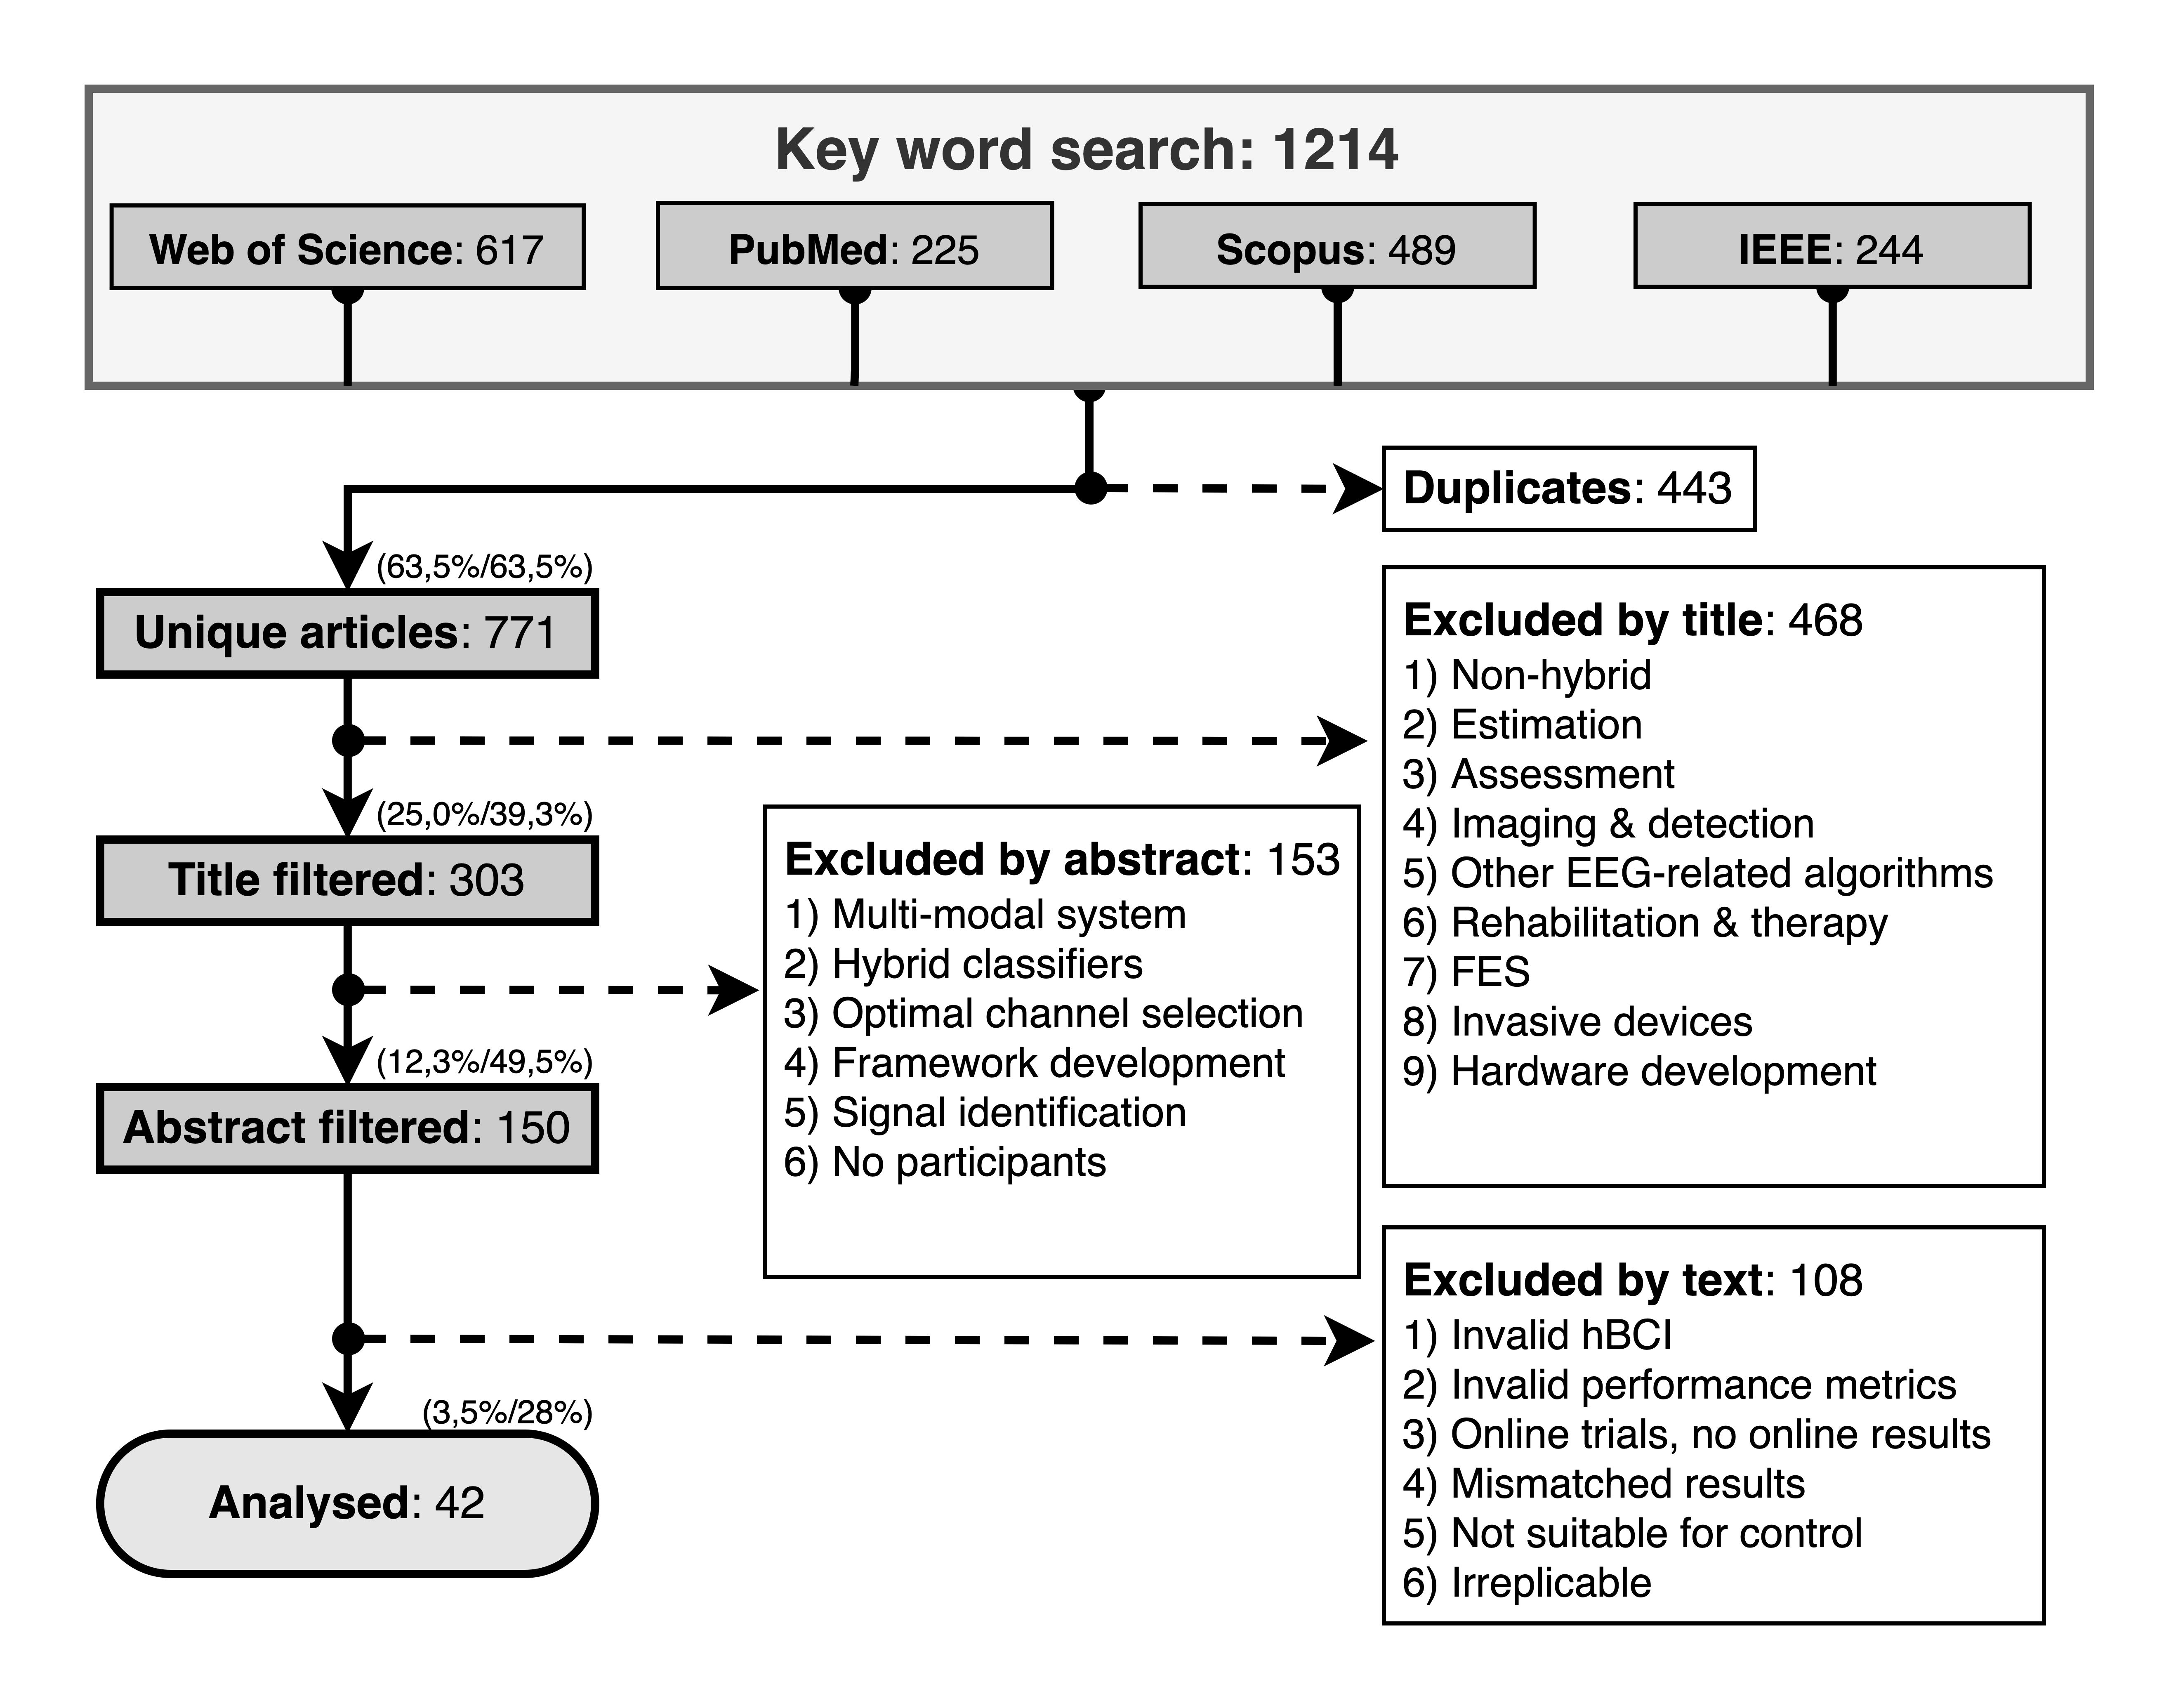 Key word search: 1214
Web of Science: 617
PubMed: 225
Scopus: 489
IEEE: 244
Duplicates: 443
(63,5%/63,5%)
Unique articles: 771
Excluded by title: 468
1) Non-hybrid
2) Estimation
3) Assessment
4) Imaging & detection
5) Other EEG-related algorithms
6) Rehabilitation & therapy
7) FES
8) Invasive devices
9) Hardware development
(25,0%/39,3%)
Title filtered: 303
Excluded by abstract: 153
1) Multi-modal system
2) Hybrid classifiers
3) Optimal channel selection
4) Framework development
5) Signal identification
6) No participants
(12,3%/49,5%)
Abstract filtered: 150
Excluded by text: 108
1) Invalid hBCI
2) Invalid performance metrics
3) Online trials, no online results
4) Mismatched results
5) Not suitable for control
6) Irreplicable
(3,5%/28%)
Analysed: 42